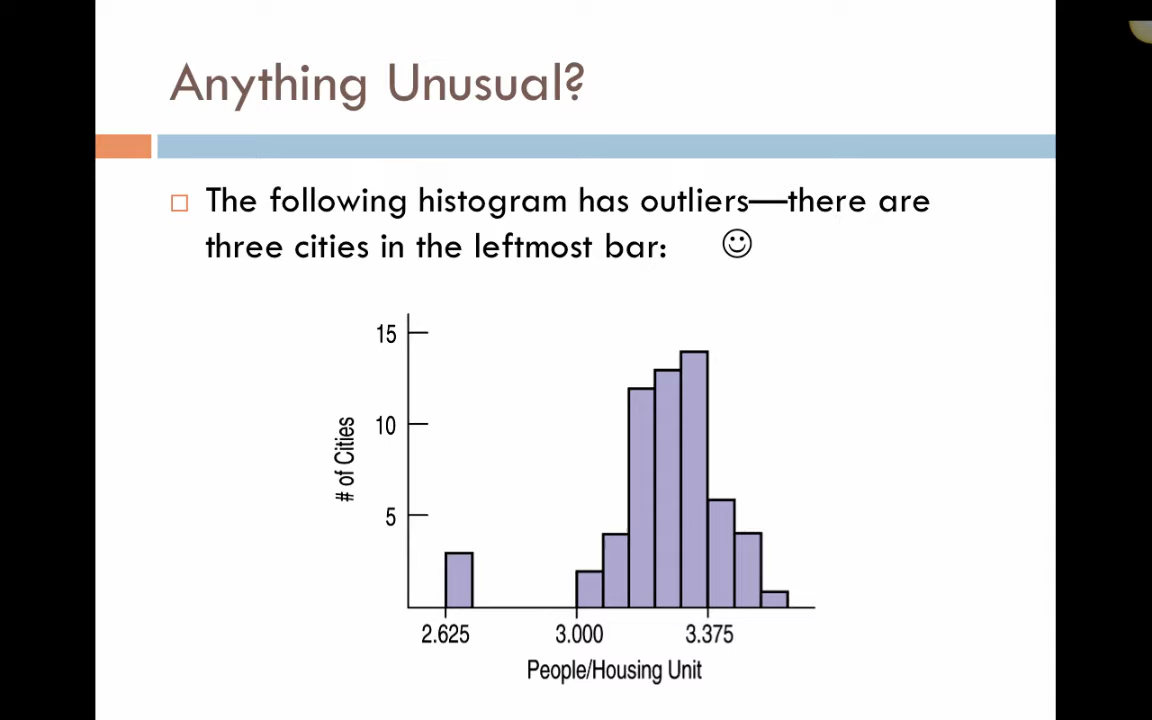 Anything Unusual?
The following histogram has outliers—there are
three cities in the leftmost bar: ☺
15
10
5
# of Cities
2.625 3.000 3.375
People/Housing Unit